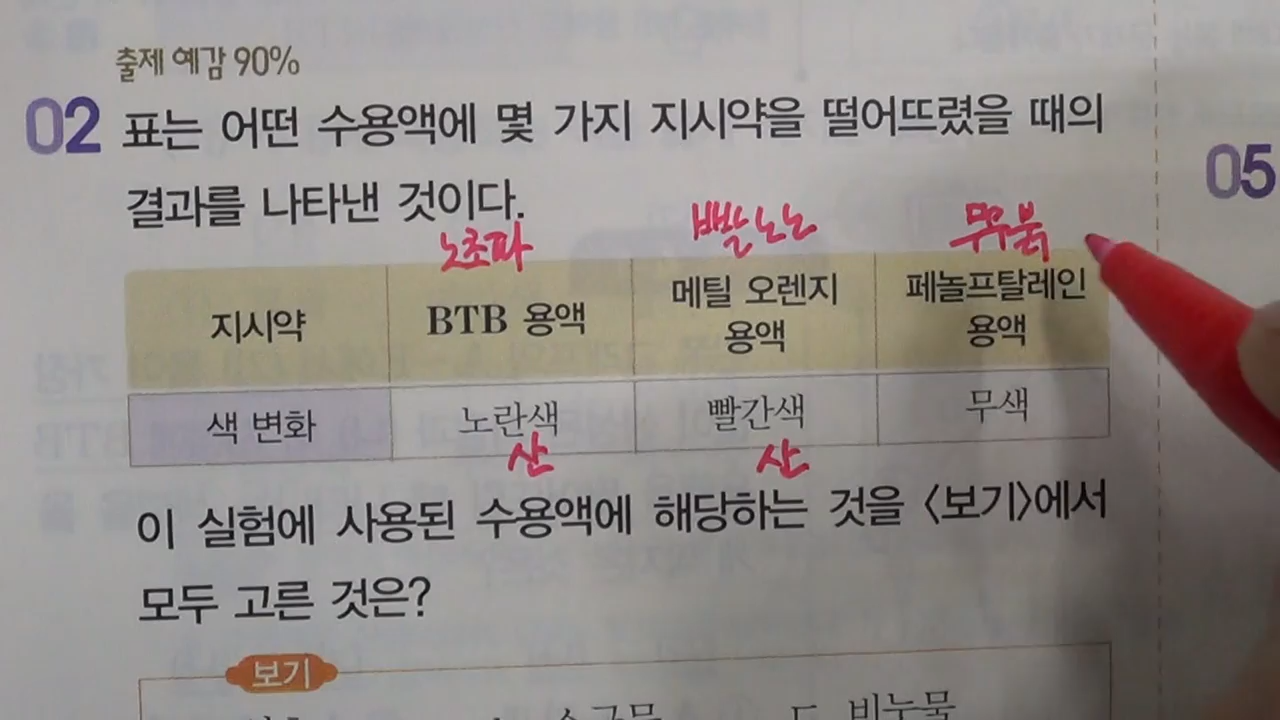 출제 예감 90%
02 표는 어떤 수용액에 몇 가지 지시약을 떨어뜨렸을 때의
결과를 나타낸 것이다.
노초파 빨노노 무무붉
지시약 BTB 용액 메틸 오렌지 용액 페놀프탈레인 용액
색 변화 노란색 빨간색 무색
산 산
이 실험에 사용된 수용액에 해당하는 것을 〈보기〉에서
모두 고른 것은?
보기
ㄷ. 비눗물
05